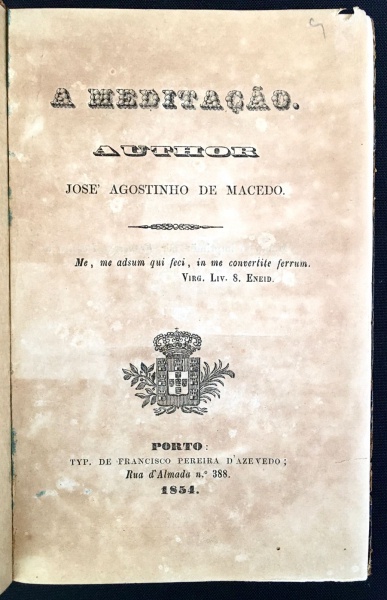 A MEDITAÇÃO.
AUTHOR
JOSE' AGOSTINHO DE MACEDO.
Me, me adsum qui feci, in me convertite ferrum.
VIRG. LIV. 8. ENEID.
PORTO:
TYP. DE FRANCISCO PEREIRA D'AZEVEDO;
Rua d'Almada n.º 388.
1854.